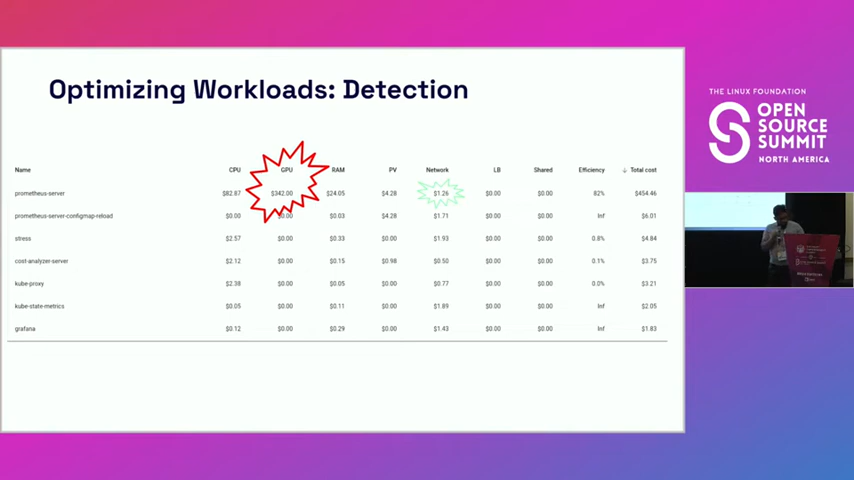 Optimizing Workloads: Detection
Name CPU GPU RAM PV Network LB Shared Efficiency ↓ Total cost
prometheus-server $82.87 $342.00 $24.05 $4.28 $1.26 $0.00 $0.00 82% $454.46
prometheus-server-configmap-reload $0.00 $0.00 $0.03 $4.28 $1.71 $0.00 $0.00 Inf $6.01
stress $2.57 $0.00 $0.33 $0.00 $1.93 $0.00 $0.00 0.8% $4.84
cost-analyzer-server $2.12 $0.00 $0.15 $0.98 $0.50 $0.00 $0.00 0.1% $3.75
kube-proxy $2.38 $0.00 $0.05 $0.00 $0.77 $0.00 $0.00 0.0% $3.21
kube-state-metrics $0.05 $0.00 $0.11 $0.00 $1.89 $0.00 $0.00 Inf $2.05
grafana $0.12 $0.00 $0.29 $0.00 $1.43 $0.00 $0.00 Inf $1.83
THE LINUX FOUNDATION
OPEN
SOURCE
SUMMIT
NORTH AMERICA